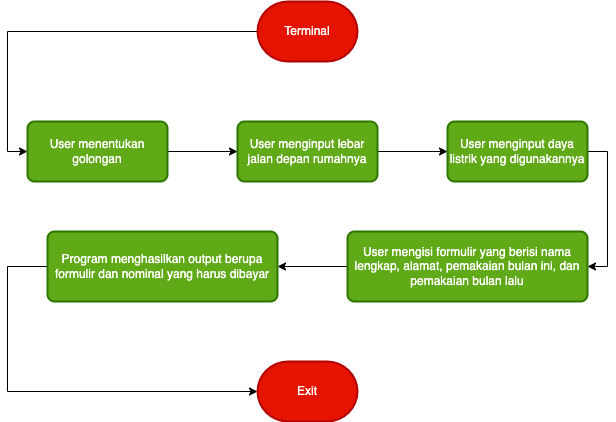 Terminal
User menentukan
golongan
User menginput lebar
jalan depan rumahnya
User menginput daya
listrik yang digunakannya
User mengisi formulir yang berisi nama
lengkap, alamat, pemakaian bulan ini, dan
pemakaian bulan lalu
Program menghasilkan output berupa
formulir dan nominal yang harus dibayar
Exit